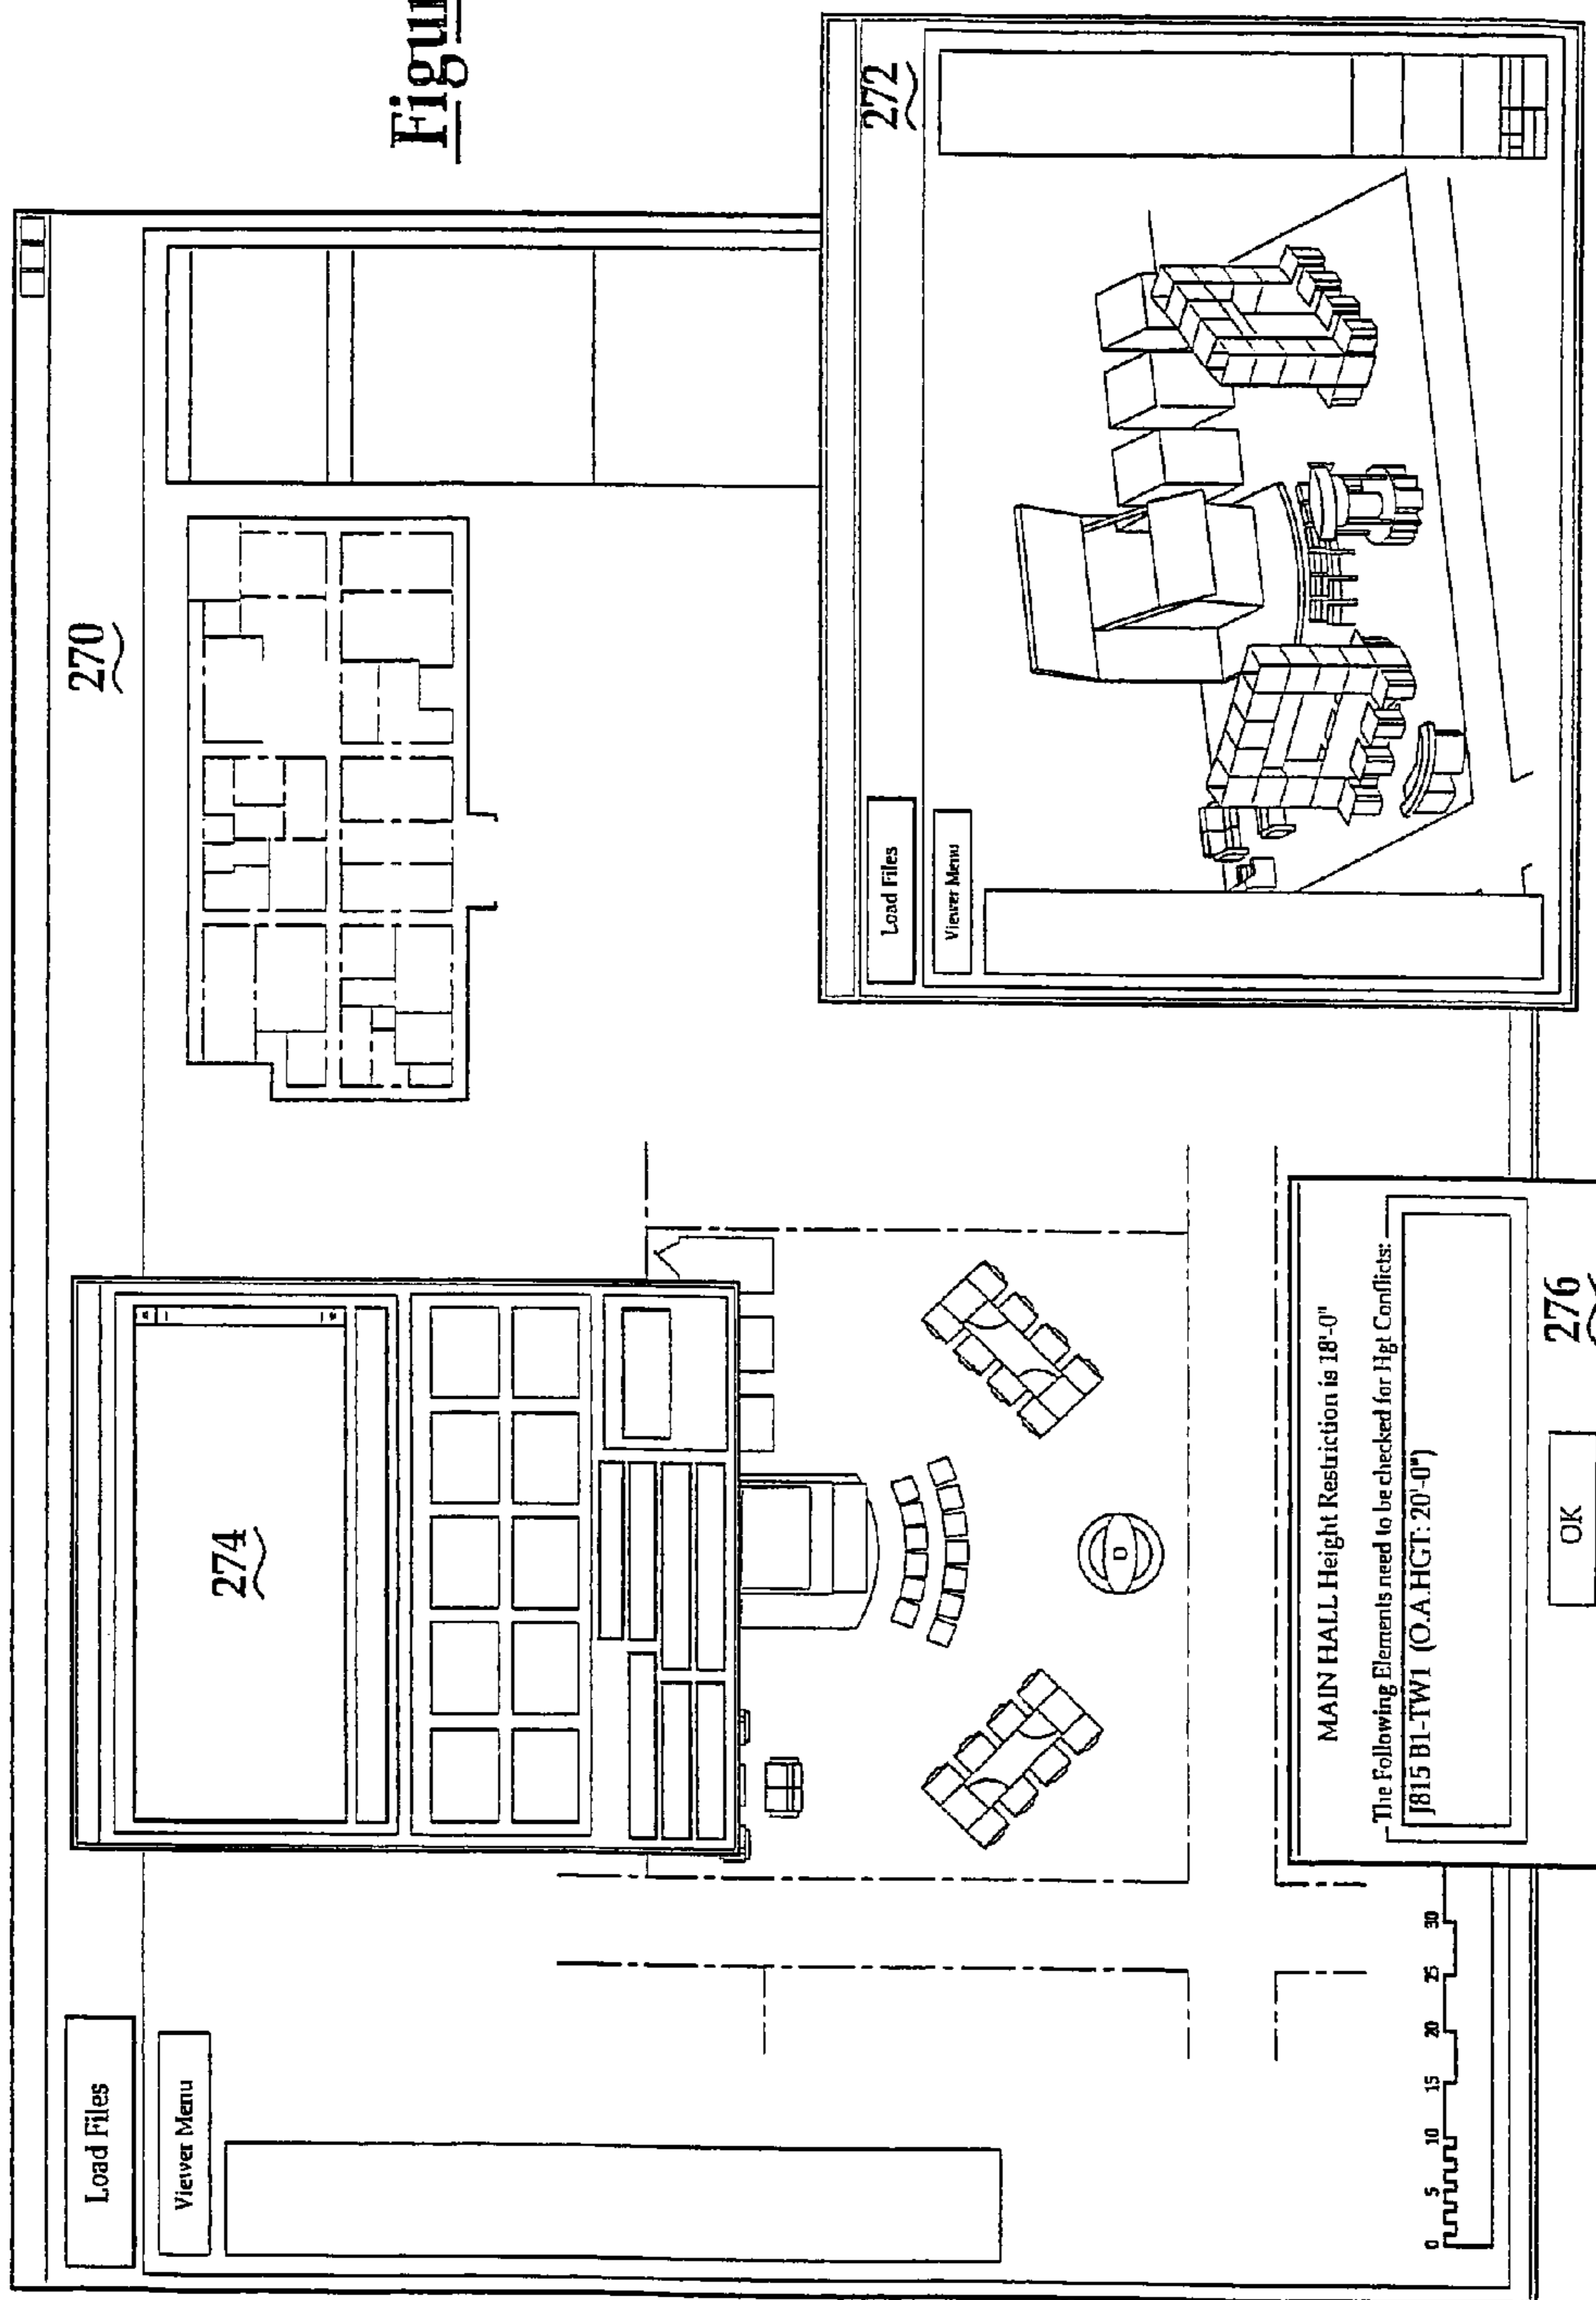 Load Files
Viewer Menu
270
274
0 5 10 15 20 25 30
MAIN HALL Height Restriction is 18'-0"
The Following Elements need to be checked for Hgt Conflicts:
J815 B1-TW1 (O.A.HGT: 20'-0")
OK
276
Load Files
Viewer Menu
272
D